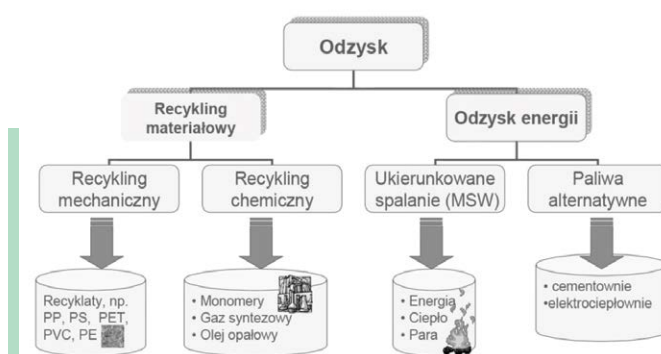 Odzysk
Recykling
materiałowy
Odzysk energii
Recykling
mechaniczny
Recykling
chemiczny
Ukierunkowane
spalanie (MSW)
Paliwa
alternatywne
Recyklaty, np.
PP, PS, PET,
PVC, PE
• Monomery
• Gaz syntezowy
• Olej opałowy
• Energia
• Ciepło
• Para
• cementownie
•elektrociepłownie